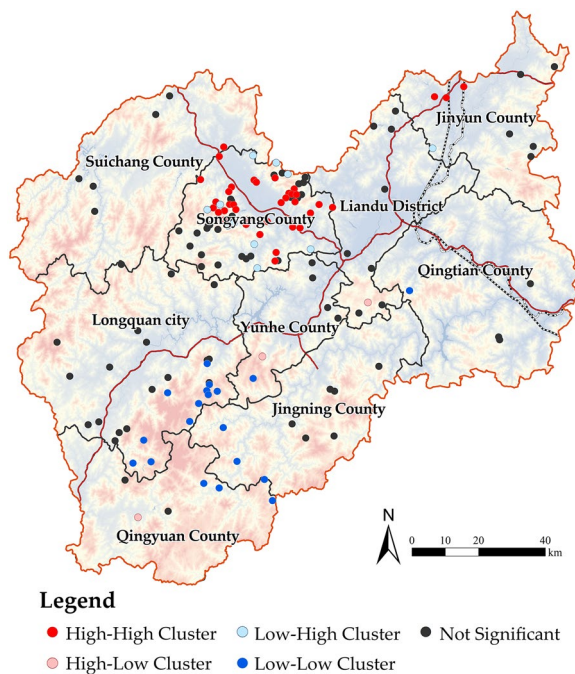 Jinyun County
Suichang County
Liandu District
SongyangCounty
Qingtian County
Longquan city
Yunhe County
Jingning County
Qingyuan County
N
0 10 20 40
km
Legend
High-High Cluster
Low-High Cluster
Not Significant
High-Low Cluster
Low-Low Cluster